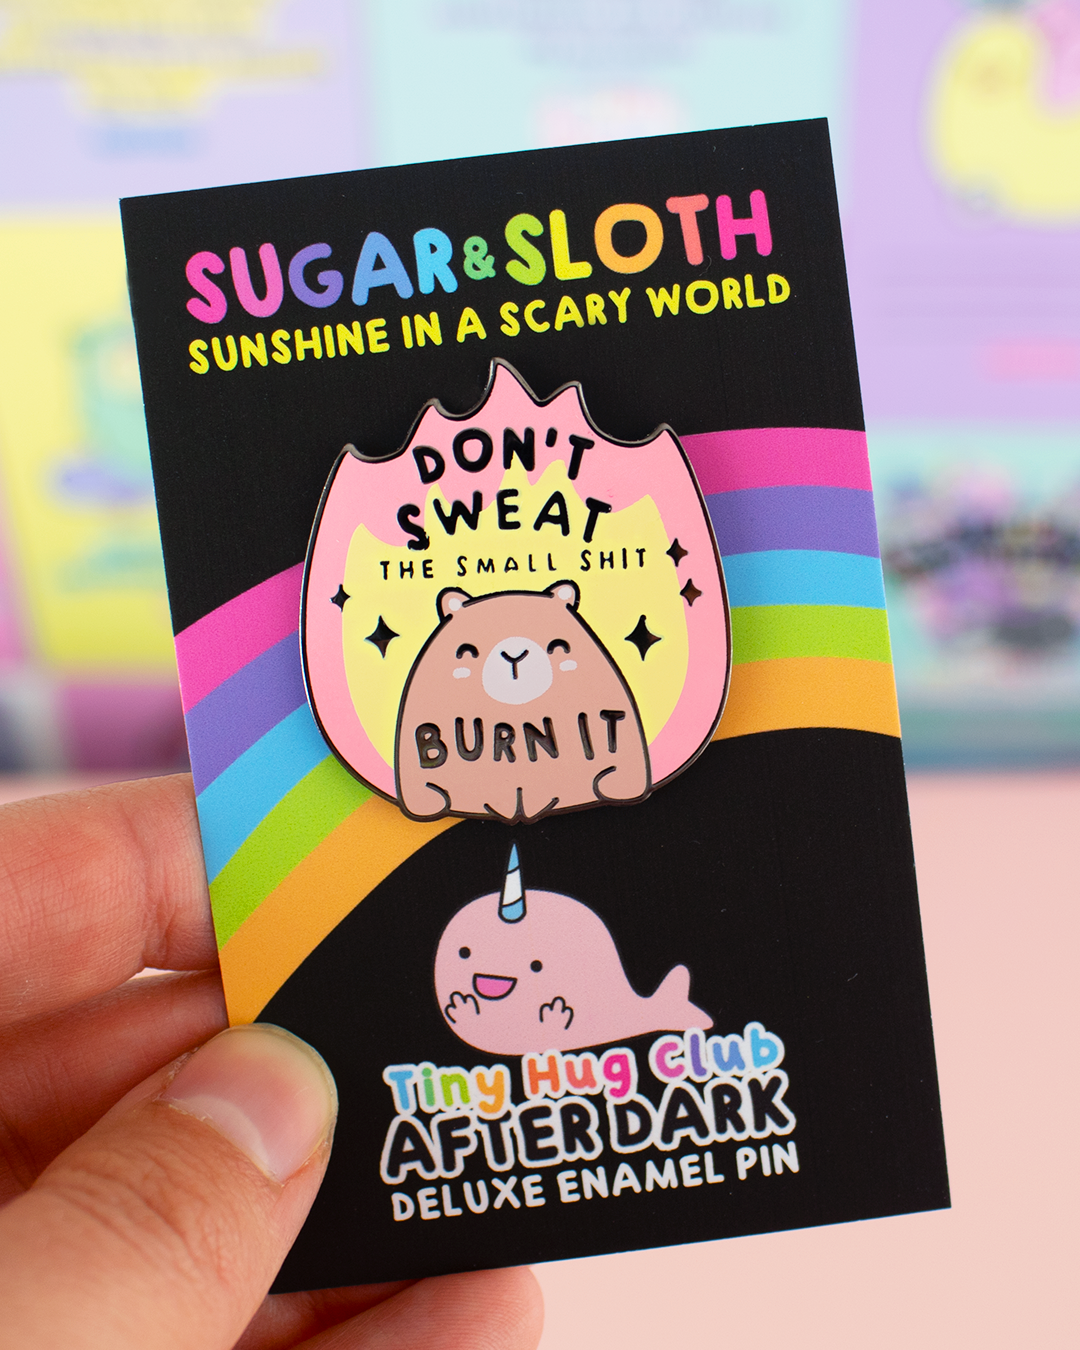 SUGAR&SLOTH
SUNSHINE IN A SCARY WORLD
DON'T
SWEAT
THE SMALL SHIT
BURN IT
Tiny Hug Club
AFTER DARK
DELUXE ENAMEL PIN